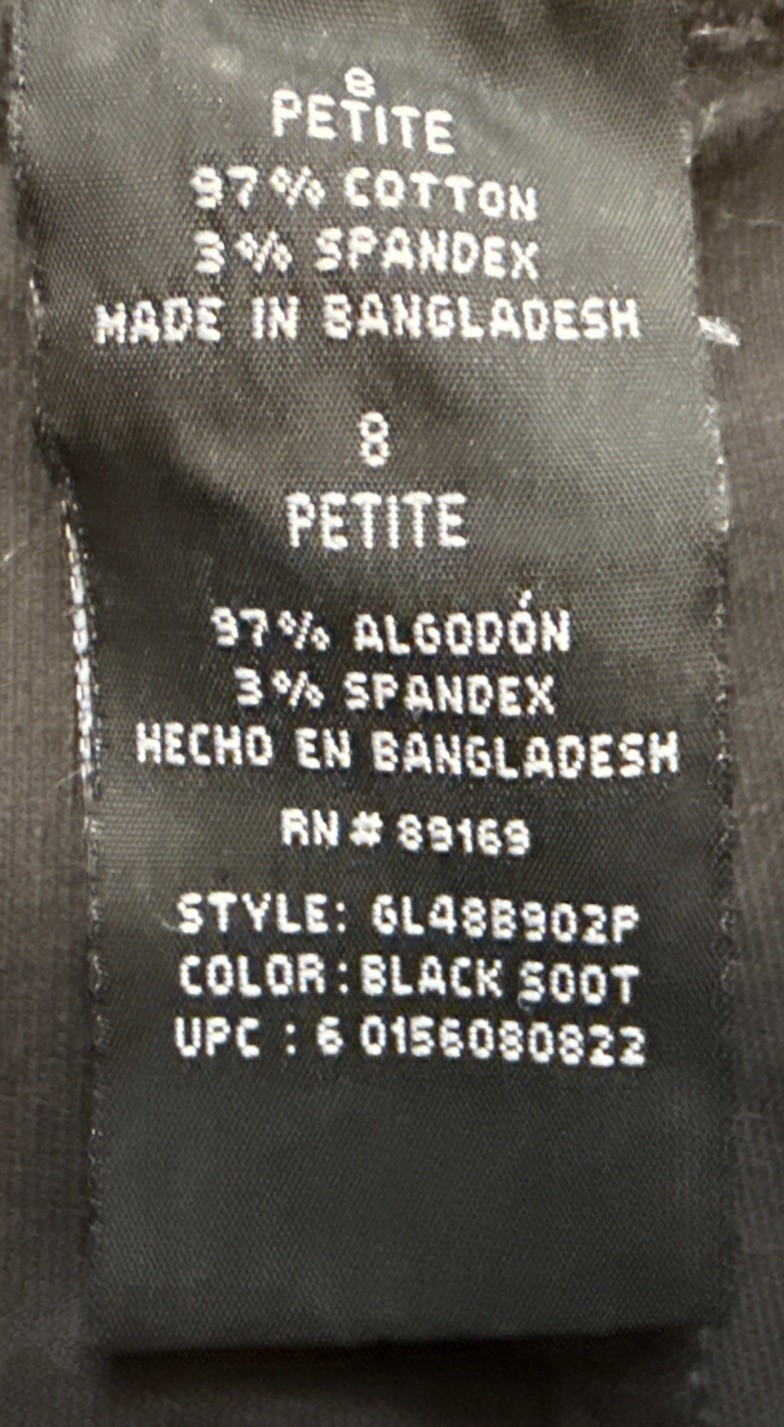 8
PETITE
97% COTTON
3% SPANDEX
MADE IN BANGLADESH
8
PETITE
97% ALGODÓN
3% SPANDEX
HECHO EN BANGLADESH
RN# 89169
STYLE: GL48B902P
COLOR: BLACK SOOT
UPC : 6 0156080822